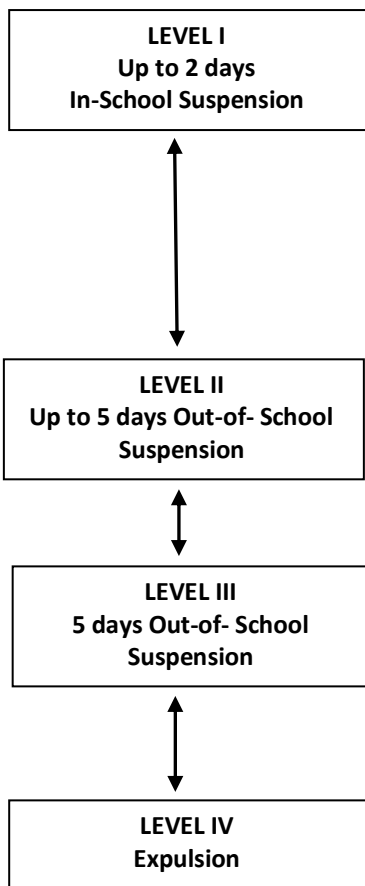 LEVEL I
Up to 2 days
In-School Suspension
LEVEL II
Up to 5 days Out-of- School
Suspension
LEVEL III
5 days Out-of- School
Suspension
LEVEL IV
Expulsion